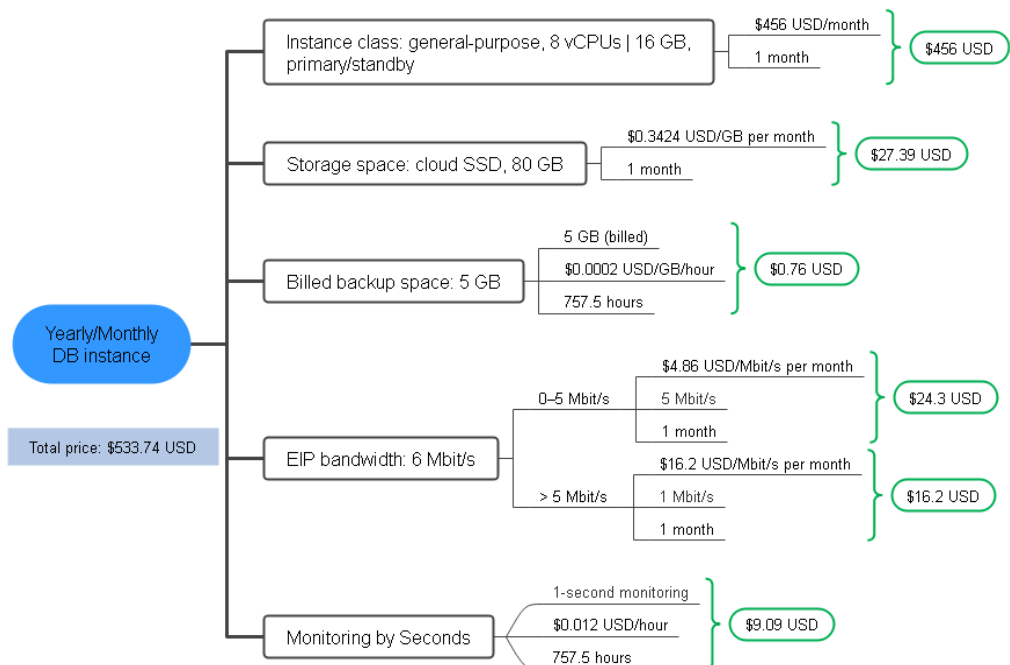 Instance class: general-purpose, 8 vCPUs | 16 GB,
primary/standby
$456 USD/month
1 month
$456 USD
Storage space: cloud SSD, 80 GB
$0.3424 USD/GB per month
1 month
$27.39 USD
Billed backup space: 5 GB
5 GB (billed)
$0.0002 USD/GB/hour
757.5 hours
$0.76 USD
Yearly/Monthly
DB instance
Total price: $533.74 USD
EIP bandwidth: 6 Mbit/s
0–5 Mbit/s
$4.86 USD/Mbit/s per month
5 Mbit/s
1 month
$24.3 USD
> 5 Mbit/s
$16.2 USD/Mbit/s per month
1 Mbit/s
1 month
$16.2 USD
Monitoring by Seconds
1-second monitoring
$0.012 USD/hour
757.5 hours
$9.09 USD